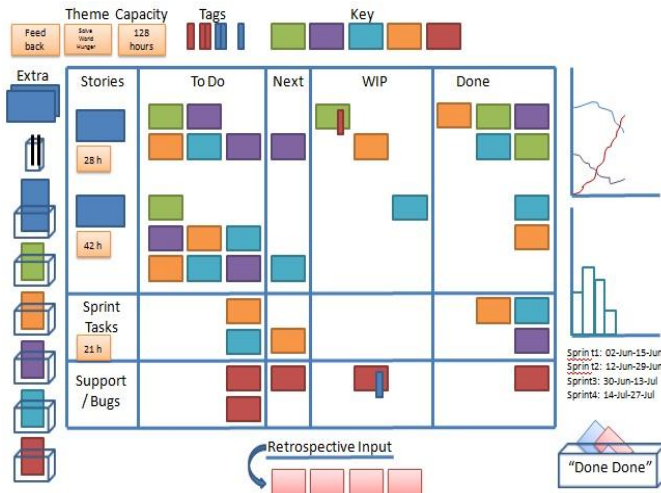 Theme Capacity Tags Key
Feed
back
Solve
World
Hunger
128
hours
Extra
Stories To Do Next WIP Done
28 h
42 h
Sprint
Tasks
21 h
Support
/ Bugs
Sprint1: 02-Jun-15-Jun
Sprint2: 12-Jun-29-Jun
Sprint3: 30-Jun-13-Jul
Sprint4: 14-Jul-27-Jul
Retrospective Input
“Done Done”